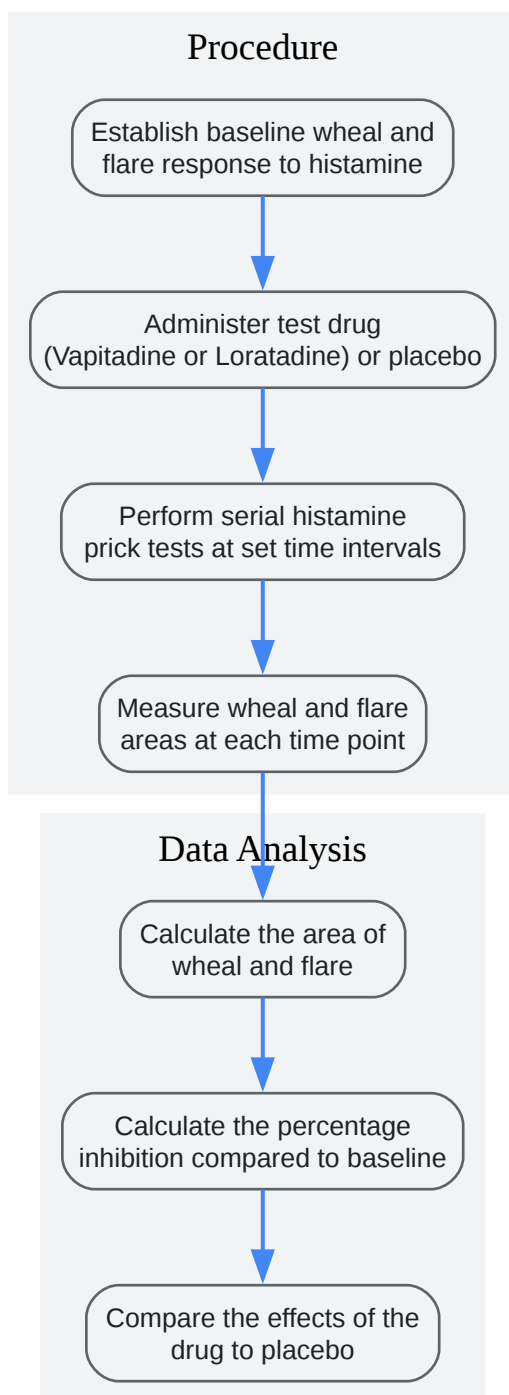 Procedure
Establish baseline wheal and
flare response to histamine
Administer test drug
(Vapitadine or Loratadine) or placebo
Perform serial histamine
prick tests at set time intervals
Measure wheal and flare
areas at each time point
Data Analysis
Calculate the area of
wheal and flare
Calculate the percentage
inhibition compared to baseline
Compare the effects of the
drug to placebo